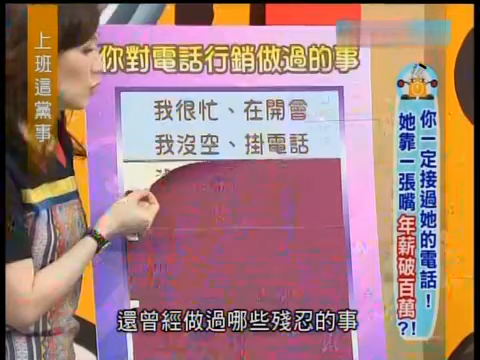 上班這黨事
你對電話行銷做過的事
我很忙、在開會
我沒空、掛電話
你一定接過她的電話！
她靠一張嘴年薪破百萬?!
還曾經做過哪些殘忍的事